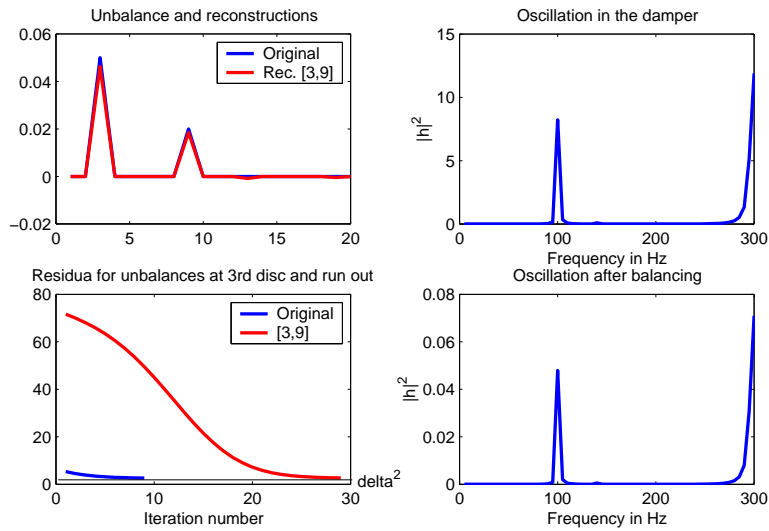 Unbalance and reconstructions
0.06
0.04
0.02
0
−0.02
0 5 10 15 20
Original
Rec. [3,9]
Oscillation in the damper
15
10
5
0
|h|²
0 100 200 300
Frequency in Hz
Residua for unbalances at 3rd disc and run out
80
60
40
20
0
0 10 20 30
Original
[3,9]
delta²
Iteration number
Oscillation after balancing
0.08
0.06
0.04
0.02
0
|h|²
0 100 200 300
Frequency in Hz